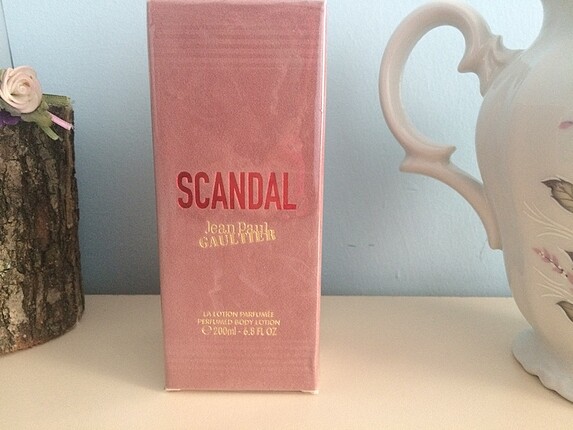 SCANDAL
Jean Paul
GAULTIER
LA LOTION PARFUMÉE
PERFUMED BODY LOTION
℮ 200ml - 6.8 FL OZ